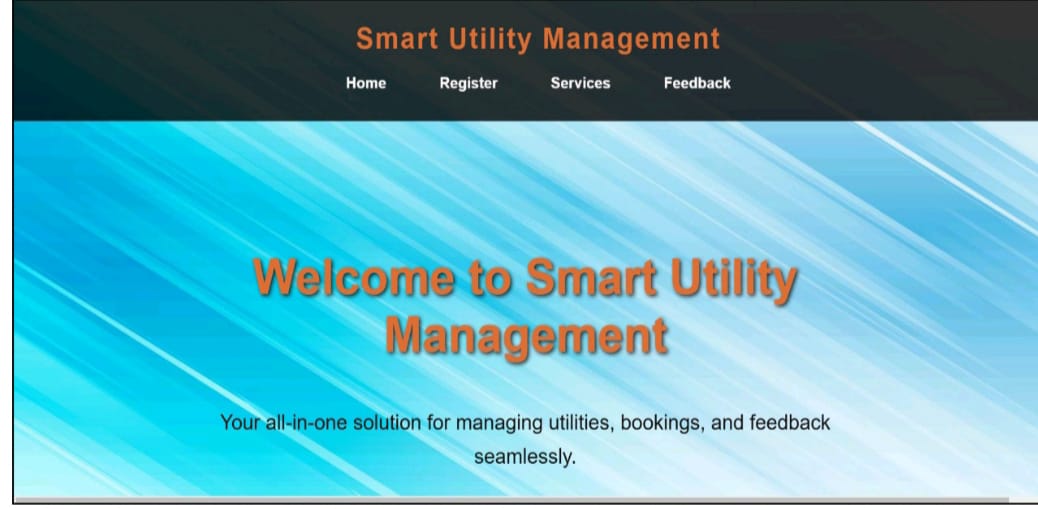 Smart Utility Management
Home Register Services Feedback
Welcome to Smart Utility
Management
Your all-in-one solution for managing utilities, bookings, and feedback
seamlessly.